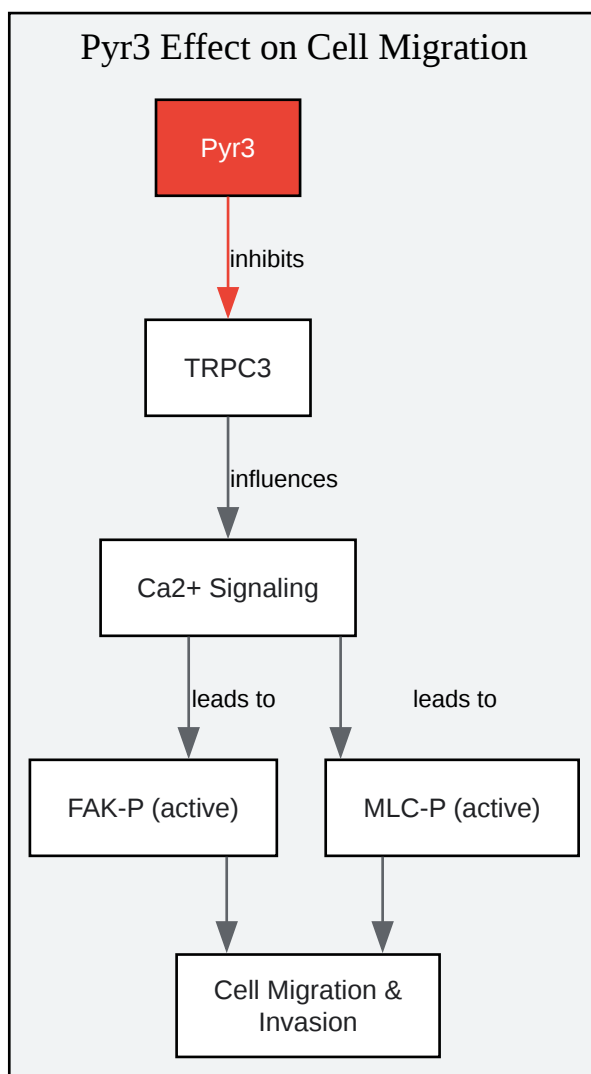 Pyr3 Effect on Cell Migration
Pyr3
inhibits
TRPC3
influences
Ca2+ Signaling
leads to
leads to
FAK-P (active)
MLC-P (active)
Cell Migration &
Invasion